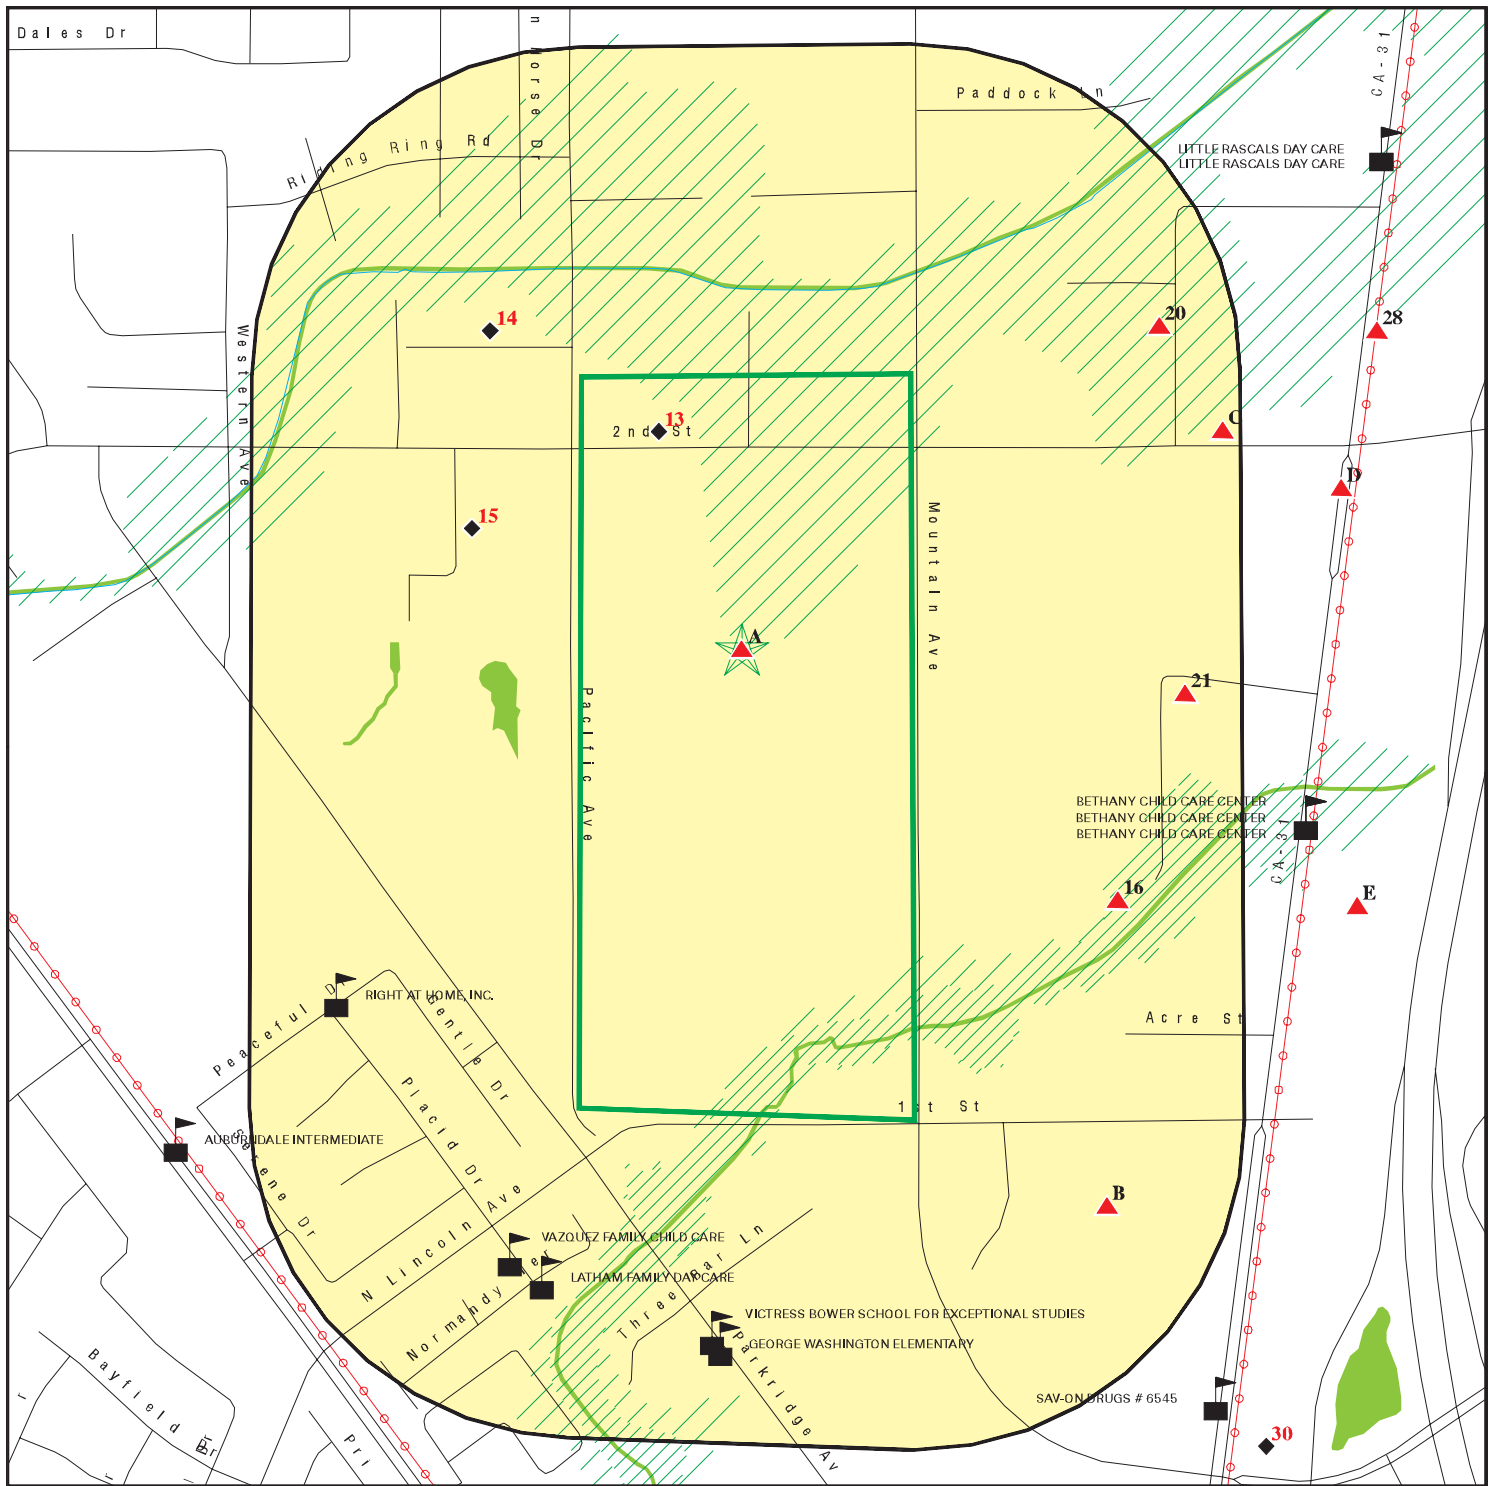 Dales Dr
n Morse Dr
CA-31
Paddock Ln
Riding Ring Rd
LITTLE RASCALS DAY CARE
LITTLE RASCALS DAY CARE
14
20
28
Western Ave
13
2nd St
C
D
15
Mountain Ave
A
21
Pacific Ave
BETHANY CHILD CARE CENTER
BETHANY CHILD CARE CENTER
BETHANY CHILD CARE CENTER
CA-31
16
E
Peaceful Dr
RIGHT AT HOME, INC.
Gentle Dr
Acre St
Placid Dr
1st St
AUBURNDALE INTERMEDIATE
Serene Dr
N Lincoln Ave
B
VAZQUEZ FAMILY CHILD CARE
Normandy Ter
LATHAM FAMILY DAY CARE
Three Bar Ln
VICTRESS BOWER SCHOOL FOR EXCEPTIONAL STUDIES
GEORGE WASHINGTON ELEMENTARY
Parkridge Av
Bayfield Dr
SAV-ON DRUGS # 6545
Pri
30
r
r